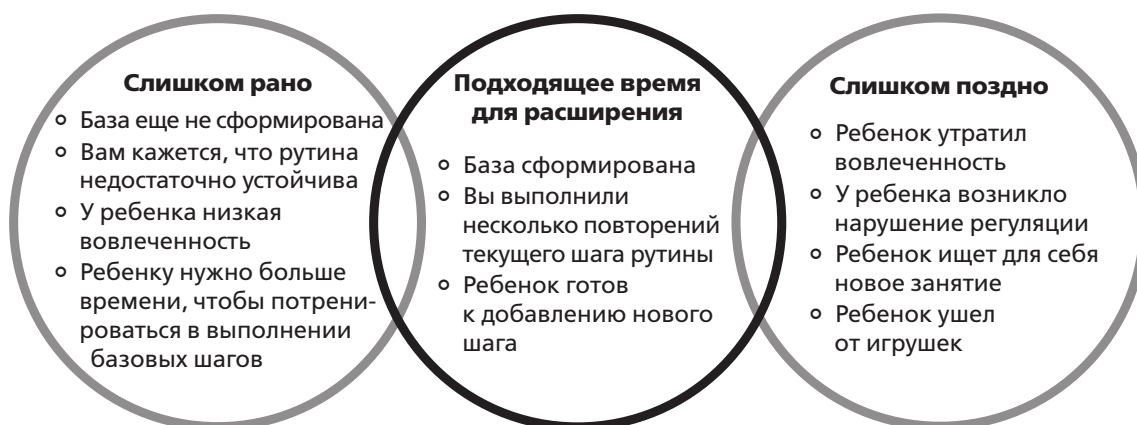 Слишком рано
База еще не сформирована
Вам кажется, что рутина
недостаточно устойчива
У ребенка низкая
вовлеченность
Ребенку нужно больше
времени, чтобы потрени-
роваться в выполнении
базовых шагов
Подходящее время
для расширения
База сформирована
Вы выполнили
несколько повторений
текущего шага рутины
Ребенок готов
к добавлению нового
шага
Слишком поздно
Ребенок утратил
вовлеченность
У ребенка возникло
нарушение регуляции
Ребенок ищет для себя
новое занятие
Ребенок ушел
от игрушек